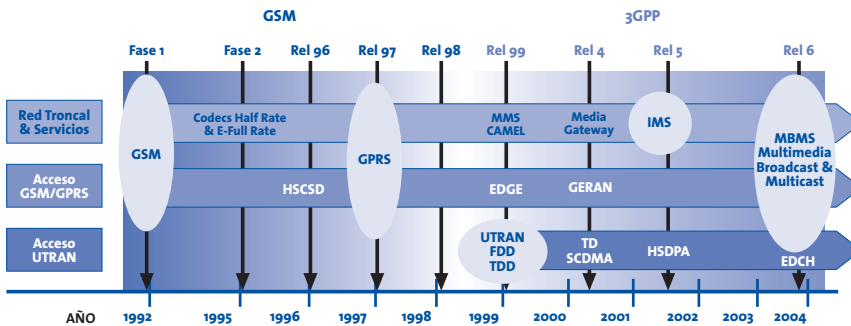 GSM
3GPP
Fase 1
Fase 2
Rel 96
Rel 97
Rel 98
Rel 99
Rel 4
Rel 5
Rel 6
Red Troncal
& Servicios
GSM
Codecs Half Rate
& E-Full Rate
GPRS
MMS
CAMEL
Media
Gateway
IMS
MBMS
Multimedia
Broadcast &
Multicast
Acceso
GSM/GPRS
HSCSD
EDGE
GERAN
Acceso
UTRAN
UTRAN
FDD
TDD
TD
SCDMA
HSDPA
EDCH
AÑO
1992
1995
1996
1997
1998
1999
2000
2001
2002
2003
2004